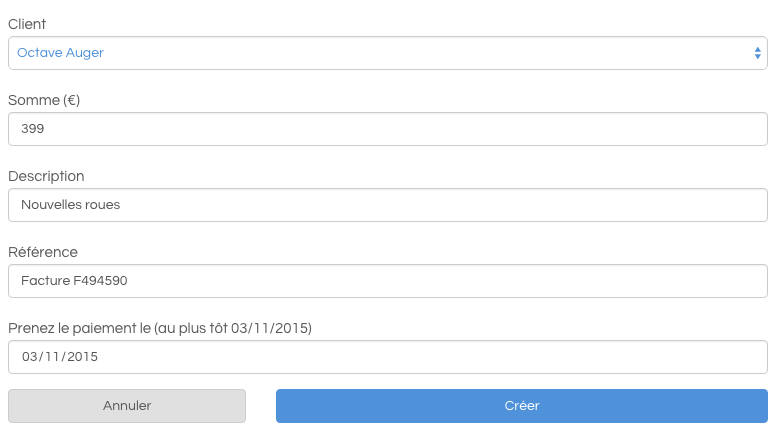 Client
Octave Auger
Somme (€)
399
Description
Nouvelles roues
Référence
Facture F494590
Prenez le paiement le (au plus tôt 03/11/2015)
03/11/2015
Annuler
Créer